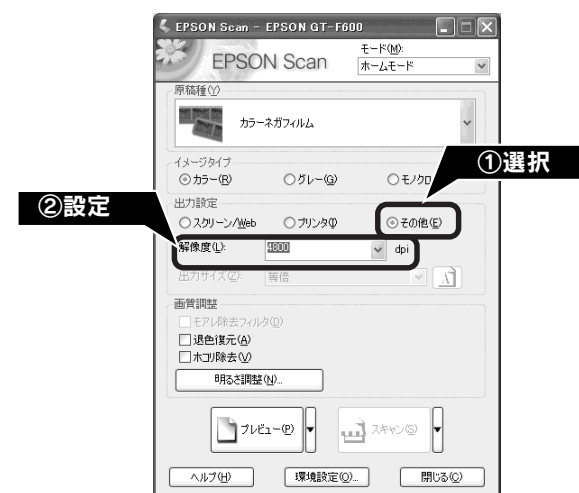 EPSON Scan - EPSON GT-F600
EPSON Scan
モード(M):
ホームモード
原稿種(Y)
カラーネガフィルム
イメージタイプ
カラー(R)
グレー(G)
モノクロ
①選択
②設定
出力設定
スクリーン/Web
プリンタ(I)
その他(E)
解像度(L):
4800
dpi
出力サイズ(Z):
等倍
画質調整
モアレ除去フィルタ(D)
退色復元(A)
ホコリ除去(V)
明るさ調整(N)...
プレビュー(P)
スキャン(S)
ヘルプ(H)
環境設定(O)...
閉じる(C)